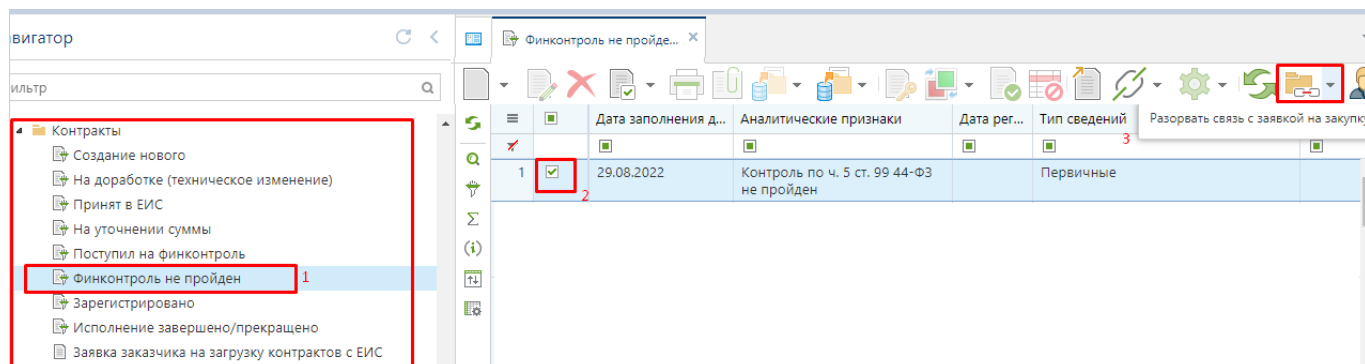 вигатор
Финконтроль не пройде...
ильтр
Контракты
Создание нового
На доработке (техническое изменение)
Принят в ЕИС
На уточнении суммы
Поступил на финконтроль
Финконтроль не пройден 1
Зарегистрировано
Исполнение завершено/прекращено
Заявка заказчика на загрузку контрактов с ЕИС
Дата заполнения д... Аналитические признаки Дата рег... Тип сведений
Разорвать связь с заявкой на закупку
3
1 29.08.2022 Контроль по ч. 5 ст. 99 44-ФЗ Первичные
не пройден
2